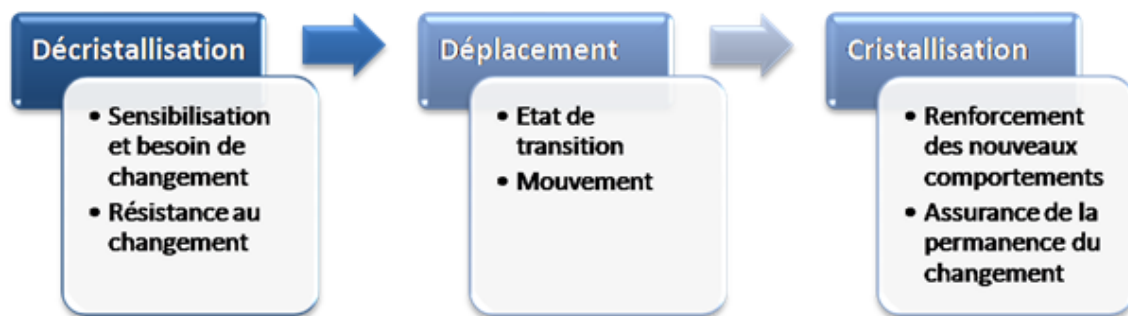 Décristallisation
• Sensibilisation
et besoin de
changement
• Résistance au
changement
Déplacement
• Etat de
transition
• Mouvement
Cristallisation
• Renforcement
des nouveaux
comportements
• Assurance de la
permanence du
changement